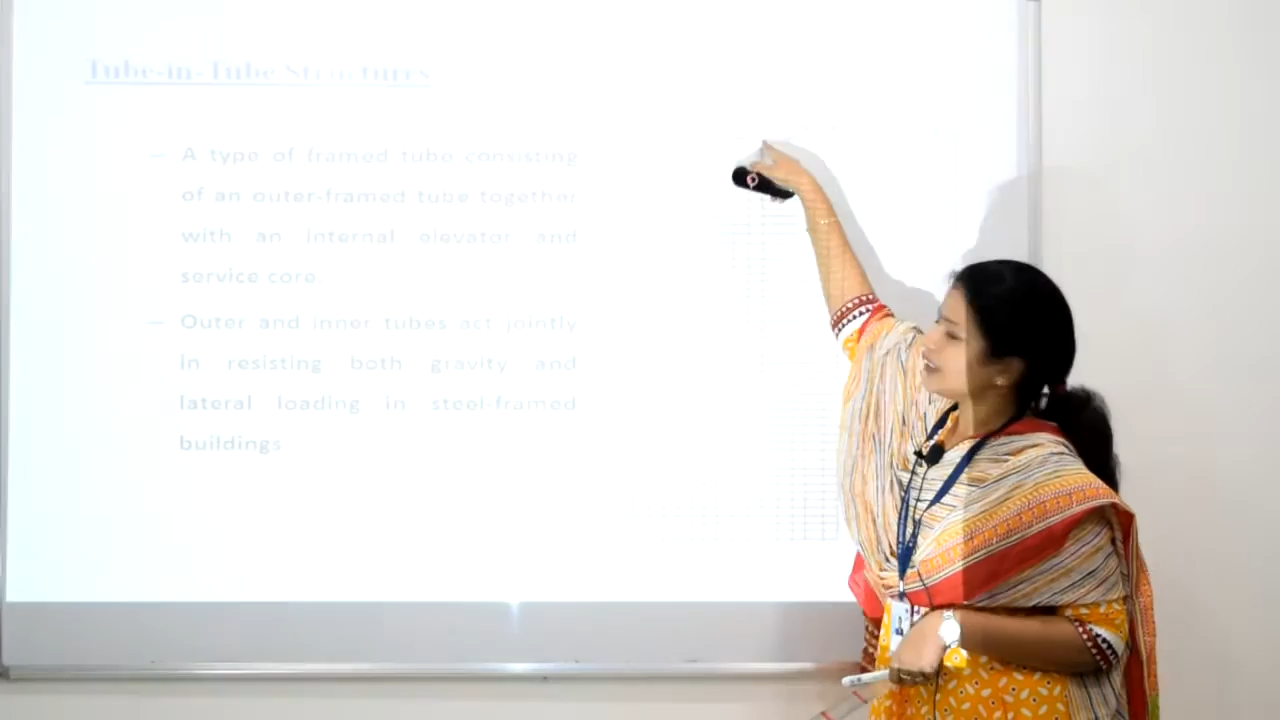 Tube-in-Tube Structures
– A type of framed tube consisting
of an outer-framed tube together
with an internal elevator and
service core
– Outer and inner tubes act jointly
in resisting both gravity and
lateral loading in steel-framed
buildings